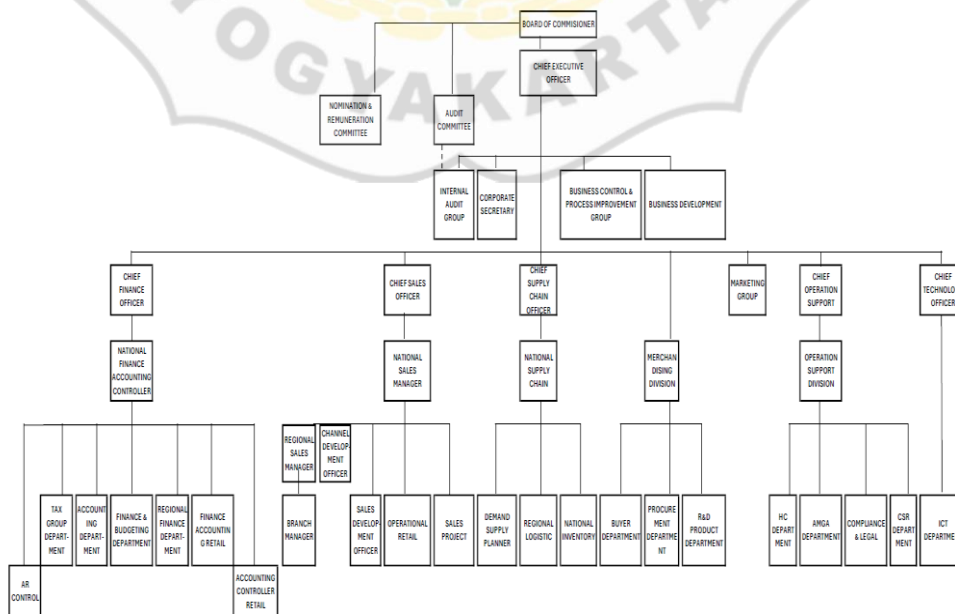 YOGYAKARTA
BOARD OF COMMISIONER
CHIEF EXECUTIVE
OFFICER
NOMINATION &
REMUNERATION
COMMITTEE
AUDIT
COMMITTEE
INTERNAL
AUDIT
GROUP
CORPORATE
SECRETARY
BUSINESS CONTROL &
PROCESS IMPROVEMENT
GROUP
BUSINESS DEVELOPMENT
CHIEF
FINANCE
OFFICER
CHIEF SALES
OFFICER
CHIEF
SUPPLY
CHAIN
OFFICER
MARKETING
GROUP
CHIEF
OPERATION
SUPPORT
CHIEF
TECHNOLO
OFFICER
NATIONAL
FINANCE
ACCOUNTING
CONTROLLER
NATIONAL
SALES
MANAGER
NATIONAL
SUPPLY
CHAIN
MERCHAN
DISING
DIVISION
OPERATION
SUPPORT
DIVISION
REGIONAL
SALES
MANAGER
CHANNEL
DEVELOP-
MENT
OFFICER
TAX
GROUP
DEPART-
MENT
ACCOUNT
ING
DEPART-
MENT
FINANCE &
BUDGETING
DEPARTMENT
REGIONAL
FINANCE
DEPART-
MENT
FINANCE
ACCOUNTIN
G RETAIL
BRANCH
MANAGER
SALES
DEVELOP-
MENT
OFFICER
OPERATIONAL
RETAIL
SALES
PROJECT
DEMAND
SUPPLY
PLANNER
REGIONAL
LOGISTIC
NATIONAL
INVENTORY
BUYER
DEPARTMENT
PROCURE
MENT
DEPARTME
NT
R&D
PRODUCT
DEPARTMENT
HC
DEPART
MENT
AMGA
DEPARTMENT
COMPLIANCE
& LEGAL
CSR
DEPART
MENT
ICT
DEPARTMEN
AR
CONTROL
ACCOUNTING
CONTROLLER
RETAIL